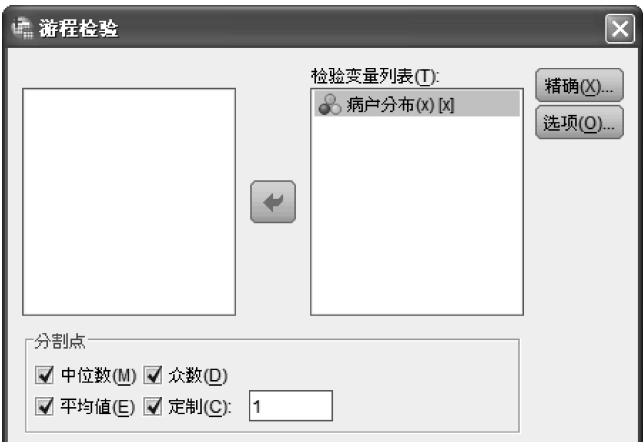 游程检验
检验变量列表(T):
病户分布(x) [x]
精确(X)...
选项(O)...
分割点
中位数(M) 众数(D)
平均值(E) 定制(C): 1